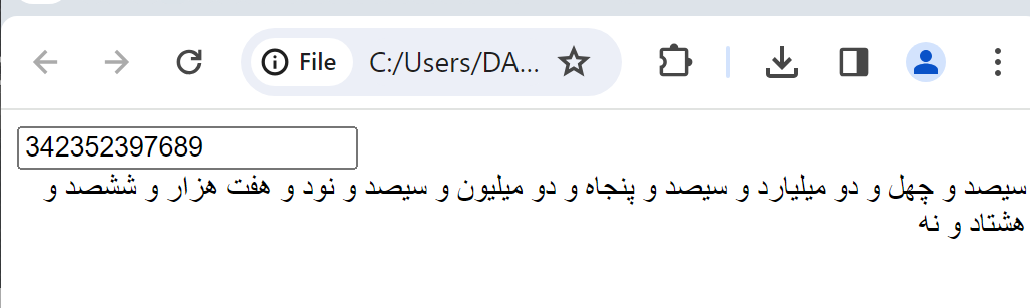 File C:/Users/DA...
342352397689
سیصد و چهل و دو میلیارد و سیصد و پنجاه و دو میلیون و سیصد و نود و هفت هزار و ششصد و
هشتاد و نه